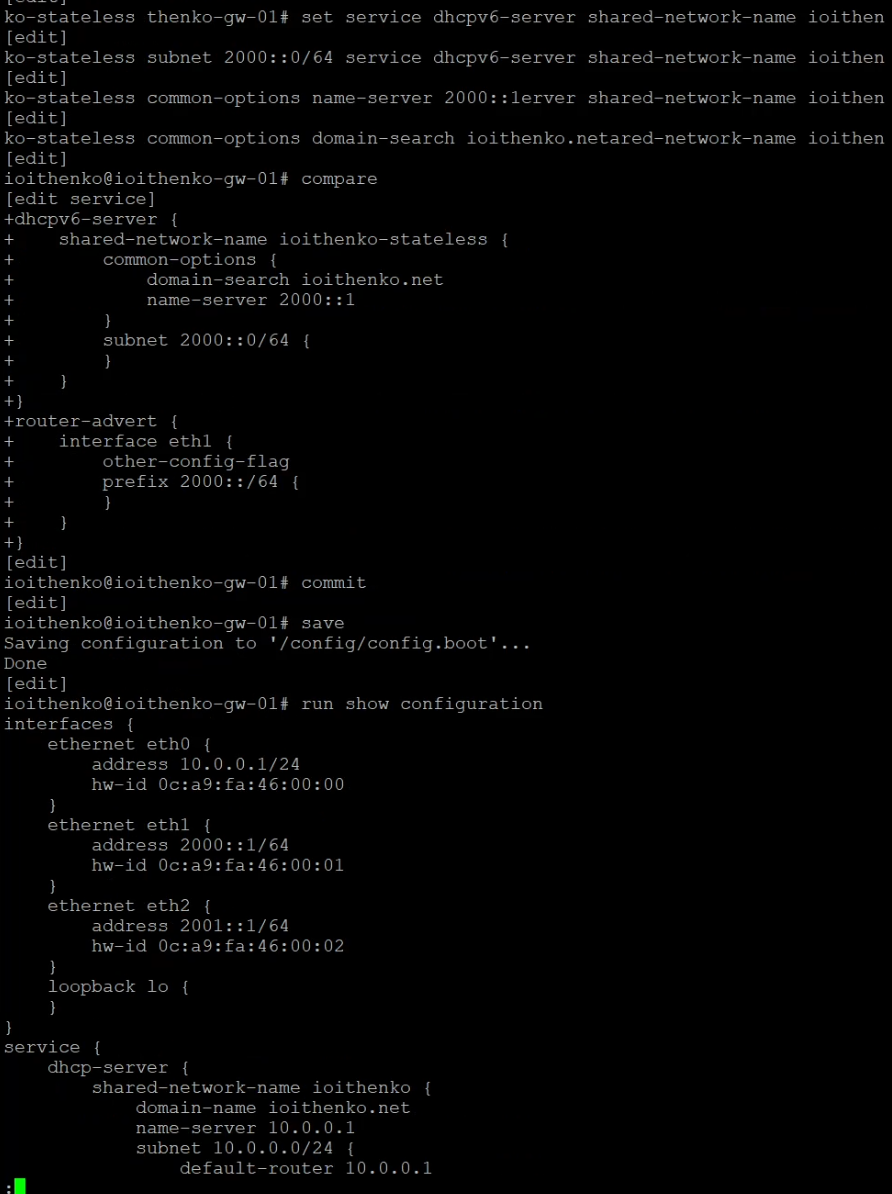 [edit]
ko-stateless thenko-gw-01# set service dhcpv6-server shared-network-name ioithen
[edit]
ko-stateless subnet 2000::0/64 service dhcpv6-server shared-network-name ioithen
[edit]
ko-stateless common-options name-server 2000::1erver shared-network-name ioithen
[edit]
ko-stateless common-options domain-search ioithenko.netared-network-name ioithen
[edit]
ioithenko@ioithenko-gw-01# compare
[edit service]
+dhcpv6-server {
+    shared-network-name ioithenko-stateless {
+        common-options {
+            domain-search ioithenko.net
+            name-server 2000::1
+        }
+        subnet 2000::0/64 {
+        }
+    }
+}
+router-advert {
+    interface eth1 {
+        other-config-flag
+        prefix 2000::/64 {
+        }
+    }
+}
[edit]
ioithenko@ioithenko-gw-01# commit
[edit]
ioithenko@ioithenko-gw-01# save
Saving configuration to '/config/config.boot'...
Done
[edit]
ioithenko@ioithenko-gw-01# run show configuration
interfaces {
    ethernet eth0 {
        address 10.0.0.1/24
        hw-id 0c:a9:fa:46:00:00
    }
    ethernet eth1 {
        address 2000::1/64
        hw-id 0c:a9:fa:46:00:01
    }
    ethernet eth2 {
        address 2001::1/64
        hw-id 0c:a9:fa:46:00:02
    }
    loopback lo {
    }
}
service {
    dhcp-server {
        shared-network-name ioithenko {
            domain-name ioithenko.net
            name-server 10.0.0.1
            subnet 10.0.0.0/24 {
                default-router 10.0.0.1
: